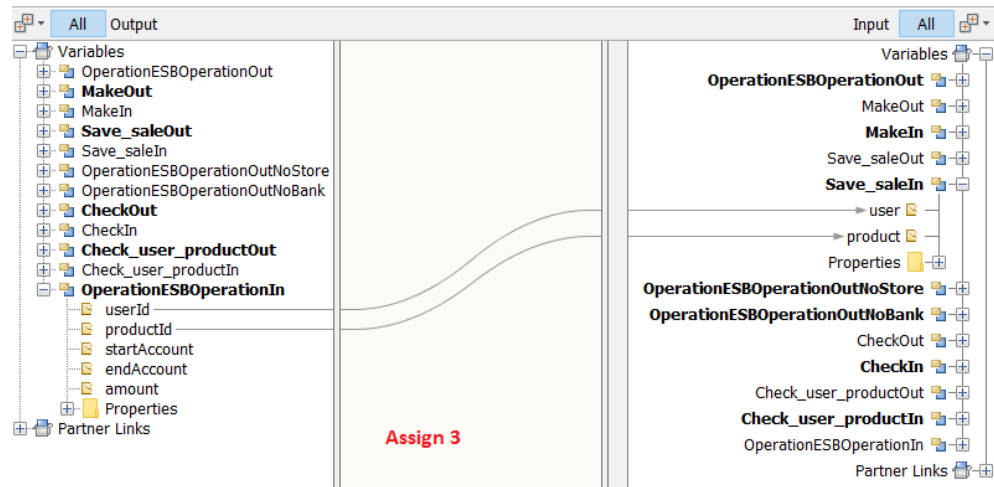 All Output
Input All
Variables
OperationESBOperationOut
MakeOut
MakeIn
Save_saleOut
Save_saleIn
OperationESBOperationOutNoStore
OperationESBOperationOutNoBank
CheckOut
CheckIn
Check_user_productOut
Check_user_productIn
OperationESBOperationIn
userId
productId
startAccount
endAccount
amount
Properties
Partner Links
Assign 3
Variables
OperationESBOperationOut
MakeOut
MakeIn
Save_saleOut
Save_saleIn
user
product
Properties
OperationESBOperationOutNoStore
OperationESBOperationOutNoBank
CheckOut
CheckIn
Check_user_productOut
Check_user_productIn
OperationESBOperationIn
Partner Links